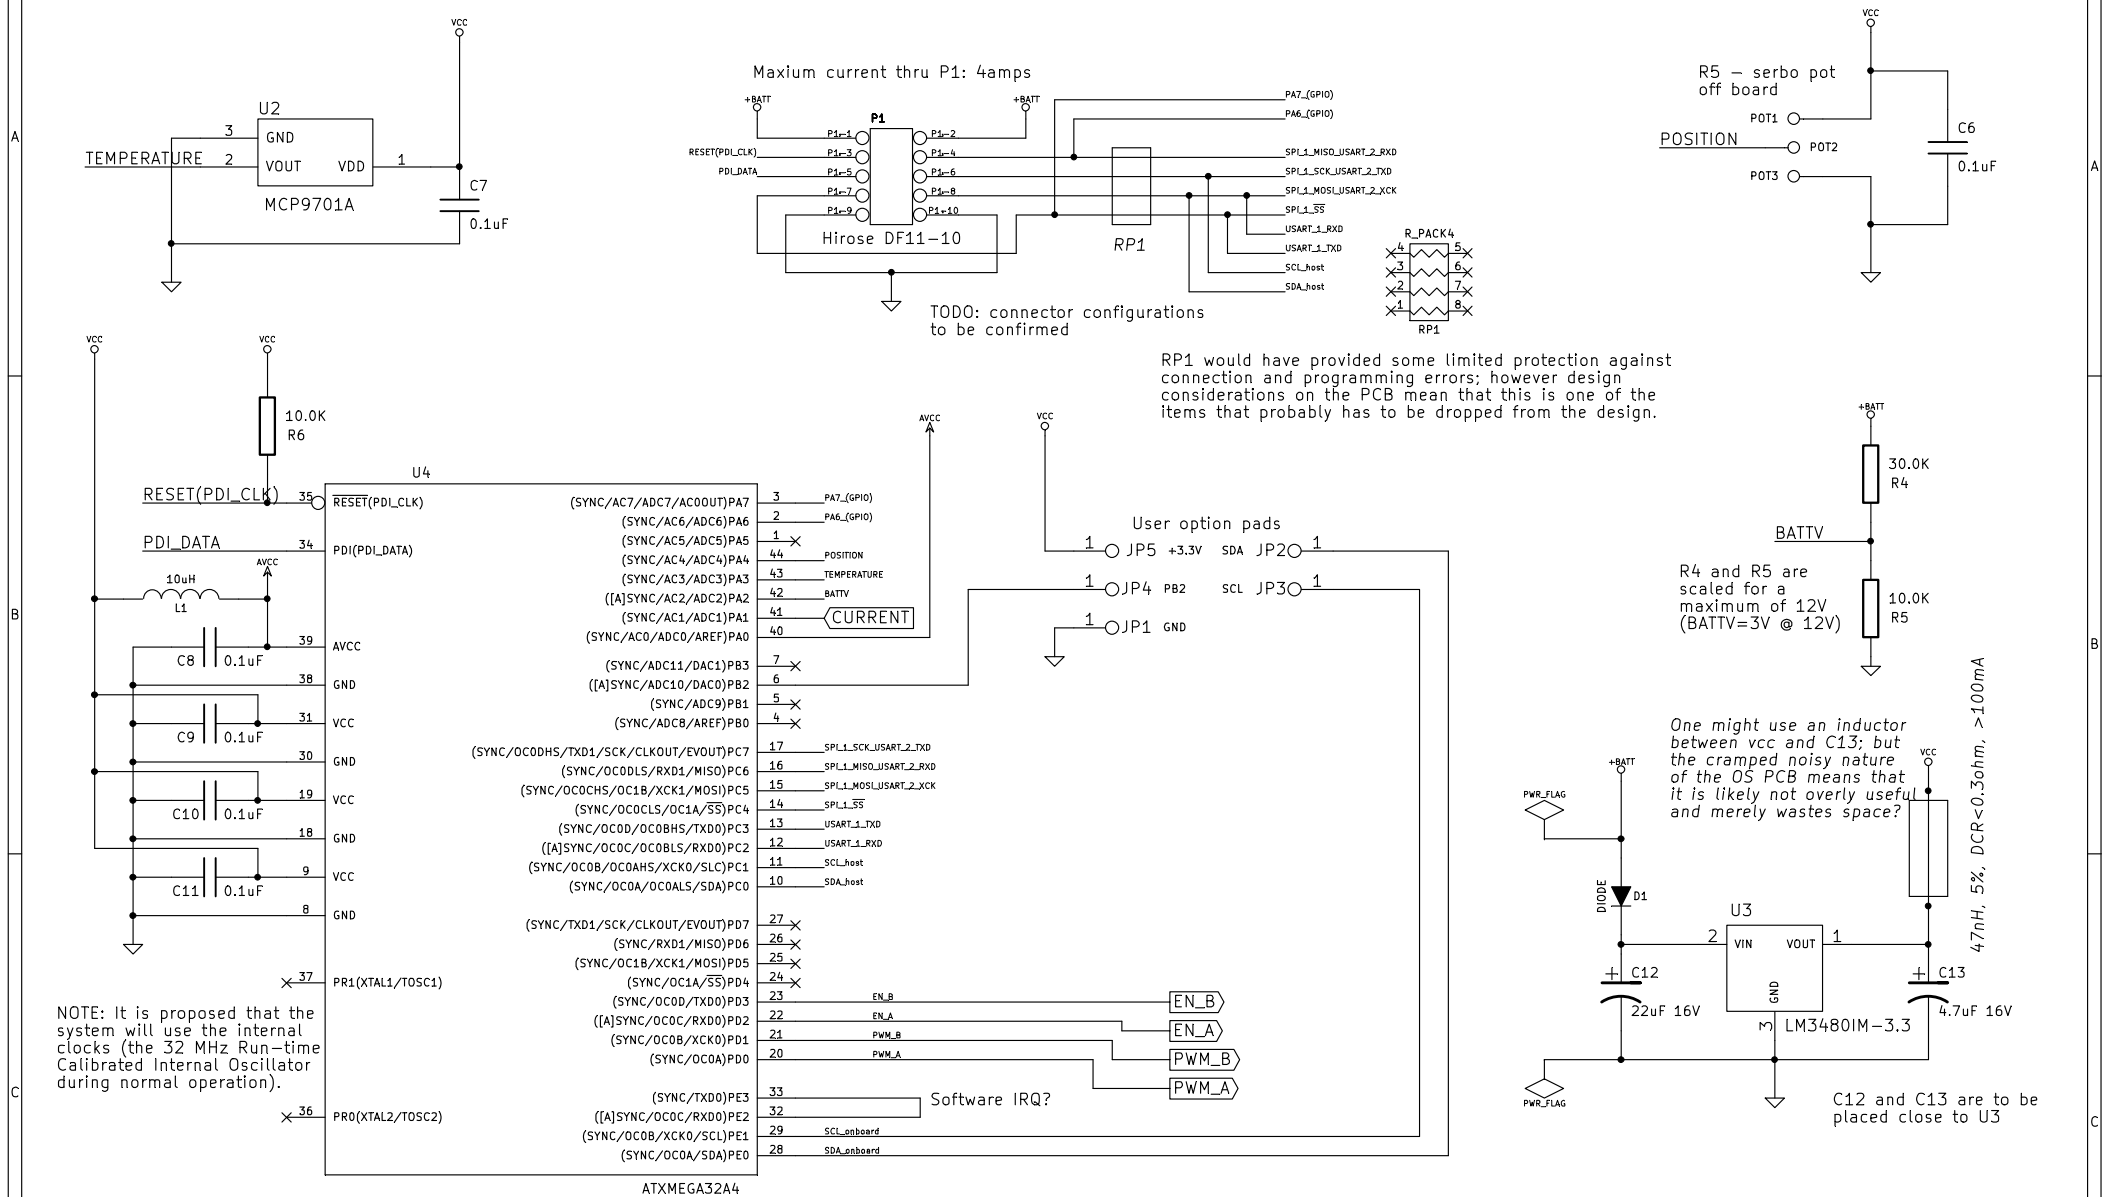 VCC
U2
3
GND
TEMPERATURE
2
VOUT
VDD
1
MCP9701A
C7
0.1uF
Maxium current thru P1: 4amps
+BATT
+BATT
P1
P1-1
P1-2
RESET(PDI_CLK)
P1-3
P1-4
PDI_DATA
P1-5
P1-6
P1-7
P1-8
P1-9
P1-10
Hirose DF11-10
RP1
PA7_(GPIO)
PA6_(GPIO)
SPI_1_MISO_USART_2_RXD
SPI_1_SCK_USART_2_TXD
SPI_1_MOSI_USART_2_XCK
SPI_1_SS
USART_1_RXD
USART_1_TXD
SCL_host
SDA_host
R_PACK4
4 5
3 6
2 7
1 8
RP1
TODO: connector configurations
to be confirmed
RP1 would have provided some limited protection against
connection and programming errors; however design
considerations on the PCB mean that this is one of the
items that probably has to be dropped from the design.
VCC
R5 - serbo pot
off board
POT1
POSITION
POT2
POT3
C6
0.1uF
A
A
VCC
VCC
10.0K
R6
U4
RESET(PDI_CLK)
35
RESET(PDI_CLK)
PDI_DATA
34
PDI(PDI_DATA)
AVCC
10uH
L1
39
AVCC
C8
0.1uF
38
GND
31
VCC
C9
0.1uF
30
GND
19
VCC
C10
0.1uF
18
GND
9
VCC
C11
0.1uF
8
GND
37
PR1(XTAL1/TOSC1)
36
PR0(XTAL2/TOSC2)
NOTE: It is proposed that the
system will use the internal
clocks (the 32 MHz Run-time
Calibrated Internal Oscillator
during normal operation).
(SYNC/AC7/ADC7/AC0OUT)PA7
3
PA7_(GPIO)
(SYNC/AC6/ADC6)PA6
2
PA6_(GPIO)
(SYNC/AC5/ADC5)PA5
1
(SYNC/AC4/ADC4)PA4
44
POSITION
(SYNC/AC3/ADC3)PA3
43
TEMPERATURE
([A]SYNC/AC2/ADC2)PA2
42
BATTV
(SYNC/AC1/ADC1)PA1
41
CURRENT
(SYNC/AC0/ADC0/AREF)PA0
40
(SYNC/ADC11/DAC1)PB3
7
([A]SYNC/ADC10/DAC0)PB2
6
(SYNC/ADC9)PB1
5
(SYNC/ADC8/AREF)PB0
4
(SYNC/OC0DHS/TXD1/SCK/CLKOUT/EVOUT)PC7
17
SPI_1_SCK_USART_2_TXD
(SYNC/OC0DLS/RXD1/MISO)PC6
16
SPI_1_MISO_USART_2_RXD
(SYNC/OC0CHS/OC1B/XCK1/MOSI)PC5
15
SPI_1_MOSI_USART_2_XCK
(SYNC/OC0CLS/OC1A/SS)PC4
14
SPI_1_SS
(SYNC/OC0D/OC0BHS/TXD0)PC3
13
USART_1_TXD
([A]SYNC/OC0C/OC0BLS/RXD0)PC2
12
USART_1_RXD
(SYNC/OC0B/OC0AHS/XCK0/SLC)PC1
11
SCL_host
(SYNC/OC0A/OC0ALS/SDA)PC0
10
SDA_host
(SYNC/TXD1/SCK/CLKOUT/EVOUT)PD7
27
(SYNC/RXD1/MISO)PD6
26
(SYNC/OC1B/XCK1/MOSI)PD5
25
(SYNC/OC1A/SS)PD4
24
(SYNC/OC0D/TXD0)PD3
23
EN_B
EN_B
([A]SYNC/OC0C/RXD0)PD2
22
EN_A
EN_A
(SYNC/OC0B/XCK0)PD1
21
PWM_B
PWM_B
(SYNC/OC0A)PD0
20
PWM_A
PWM_A
(SYNC/TXD0)PE3
33
Software IRQ?
([A]SYNC/OC0C/RXD0)PE2
32
(SYNC/OC0B/XCK0/SCL)PE1
29
SCL_onboard
(SYNC/OC0A/SDA)PE0
28
SDA_onboard
ATXMEGA32A4
AVCC
VCC
User option pads
1
JP5 +3.3V
SDA JP2
1
1
JP4 PB2
SCL JP3
1
1
JP1 GND
+BATT
30.0K
R4
BATTV
10.0K
R5
R4 and R5 are
scaled for a
maximum of 12V
(BATTV=3V @ 12V)
One might use an inductor
between vcc and C13; but
the cramped noisy nature
of the OS PCB means that
it is likely not overly useful
and merely wastes space?
VCC
47nH, 5%, DCR<0.3ohm, >100mA
+BATT
PWR_FLAG
DIODE
D1
U3
2
VIN
VOUT
1
GND
3
LM3480IM-3.3
C12
22uF 16V
C13
4.7uF 16V
PWR_FLAG
C12 and C13 are to be
placed close to U3
B
B
C
C